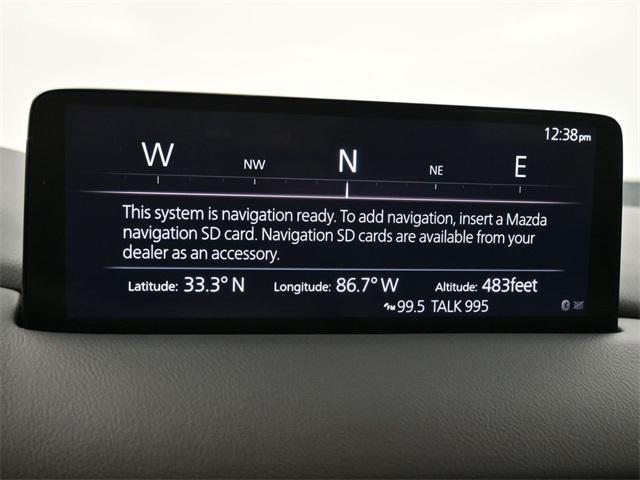 12:38pm
W NW N NE E
This system is navigation ready. To add navigation, insert a Mazda
navigation SD card. Navigation SD cards are available from your
dealer as an accessory.
Latitude: 33.3° N Longitude: 86.7° W Altitude: 483feet
FM 99.5 TALK 995